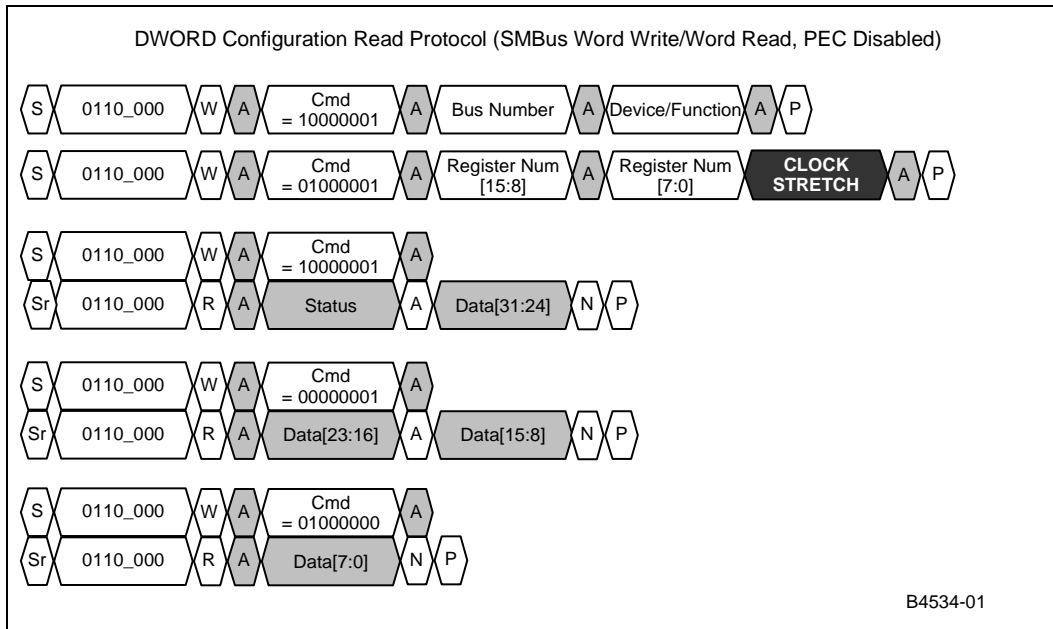 DWORD Configuration Read Protocol (SMBus Word Write/Word Read, PEC Disabled)
S 0110_000 W A Cmd = 10000001 A Bus Number A Device/Function A P
S 0110_000 W A Cmd = 01000001 A Register Num [15:8] A Register Num [7:0] CLOCK STRETCH A P
S 0110_000 W A Cmd = 10000001 A
Sr 0110_000 R A Status A Data[31:24] N P
S 0110_000 W A Cmd = 00000001 A
Sr 0110_000 R A Data[23:16] A Data[15:8] N P
S 0110_000 W A Cmd = 01000000 A
Sr 0110_000 R A Data[7:0] N P
B4534-01